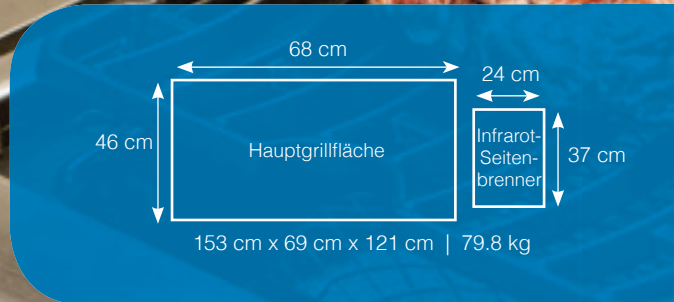 68 cm
24 cm
46 cm
Hauptgrillfläche
Infrarot-
Seiten-
brenner
37 cm
153 cm x 69 cm x 121 cm | 79.8 kg